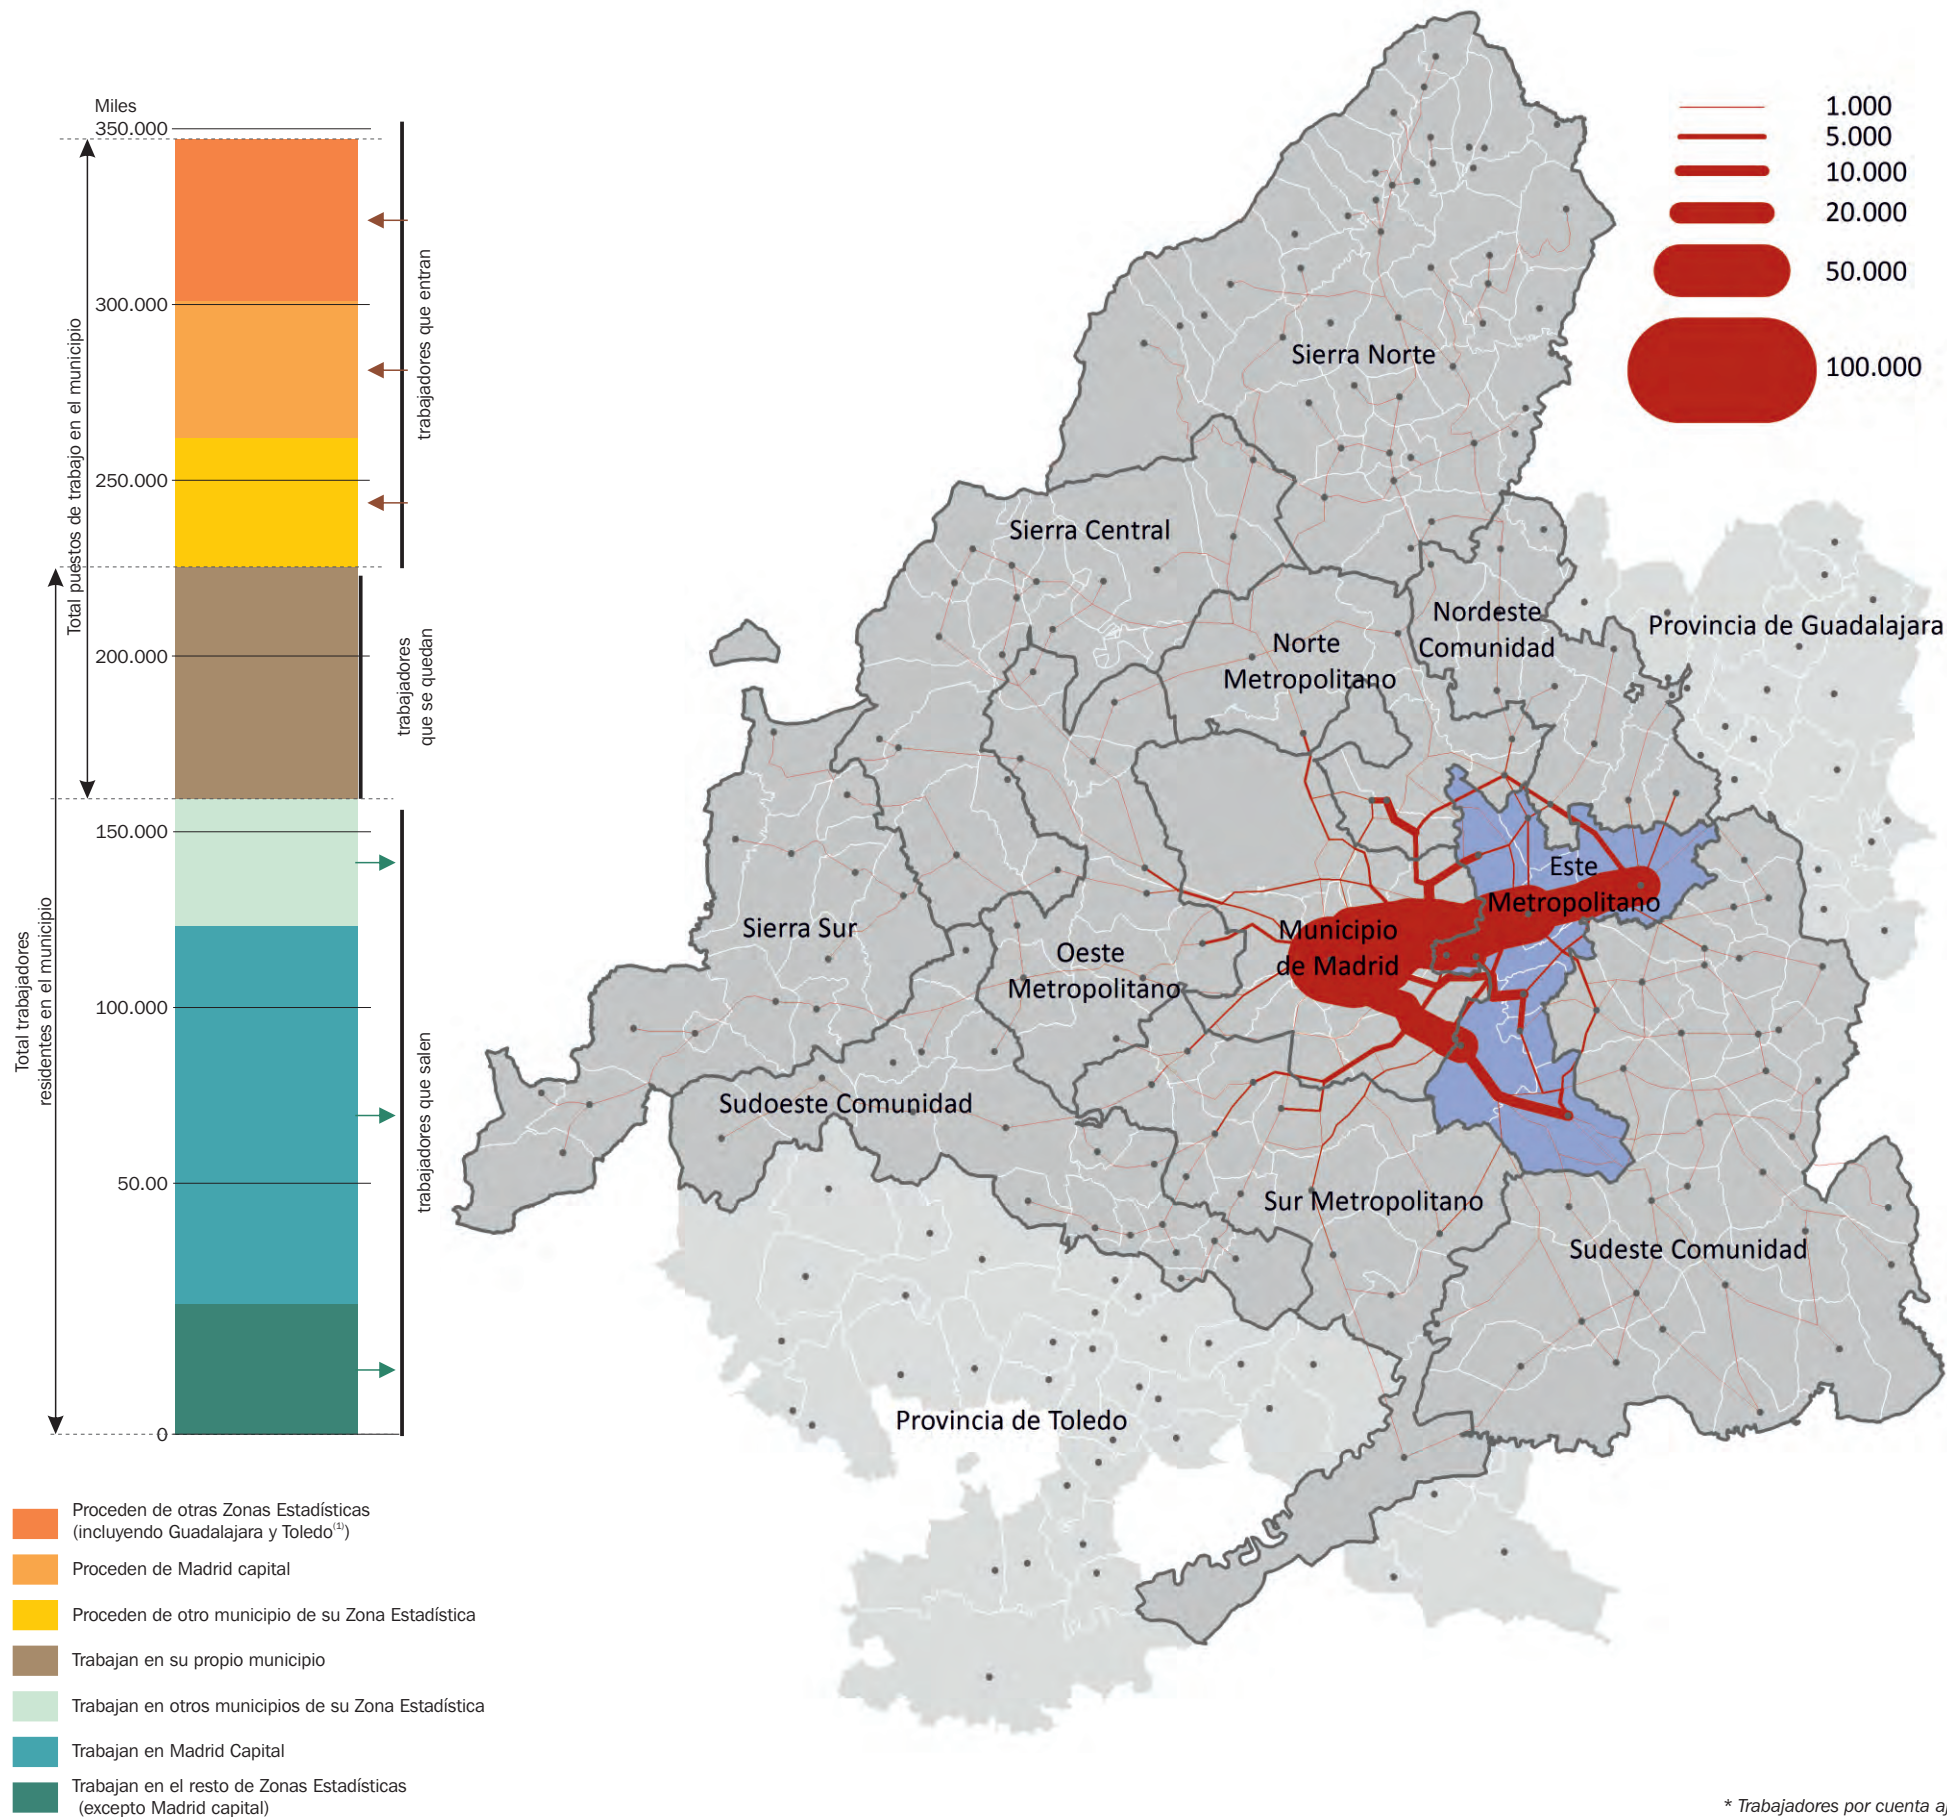 Miles
350.000
300.000
250.000
200.000
150.000
100.000
50.00
0
Total puestos de trabajo en el municipio
Total trabajadores
residentes en el municipio
trabajadores que entran
trabajadores
que se quedan
trabajadores que salen
Proceden de otras Zonas Estadísticas
(incluyendo Guadalajara y Toledo(1))
Proceden de Madrid capital
Proceden de otro municipio de su Zona Estadística
Trabajan en su propio municipio
Trabajan en otros municipios de su Zona Estadística
Trabajan en Madrid Capital
Trabajan en el resto de Zonas Estadísticas
(excepto Madrid capital)
1.000
5.000
10.000
20.000
50.000
100.000
Sierra Norte
Sierra Central
Nordeste
Comunidad
Provincia de Guadalajara
Norte
Metropolitano
Este
Metropolitano
Municipio
de Madrid
Sierra Sur
Oeste
Metropolitano
Sudoeste Comunidad
Sur Metropolitano
Sudeste Comunidad
Provincia de Toledo
* Trabajadores por cuenta